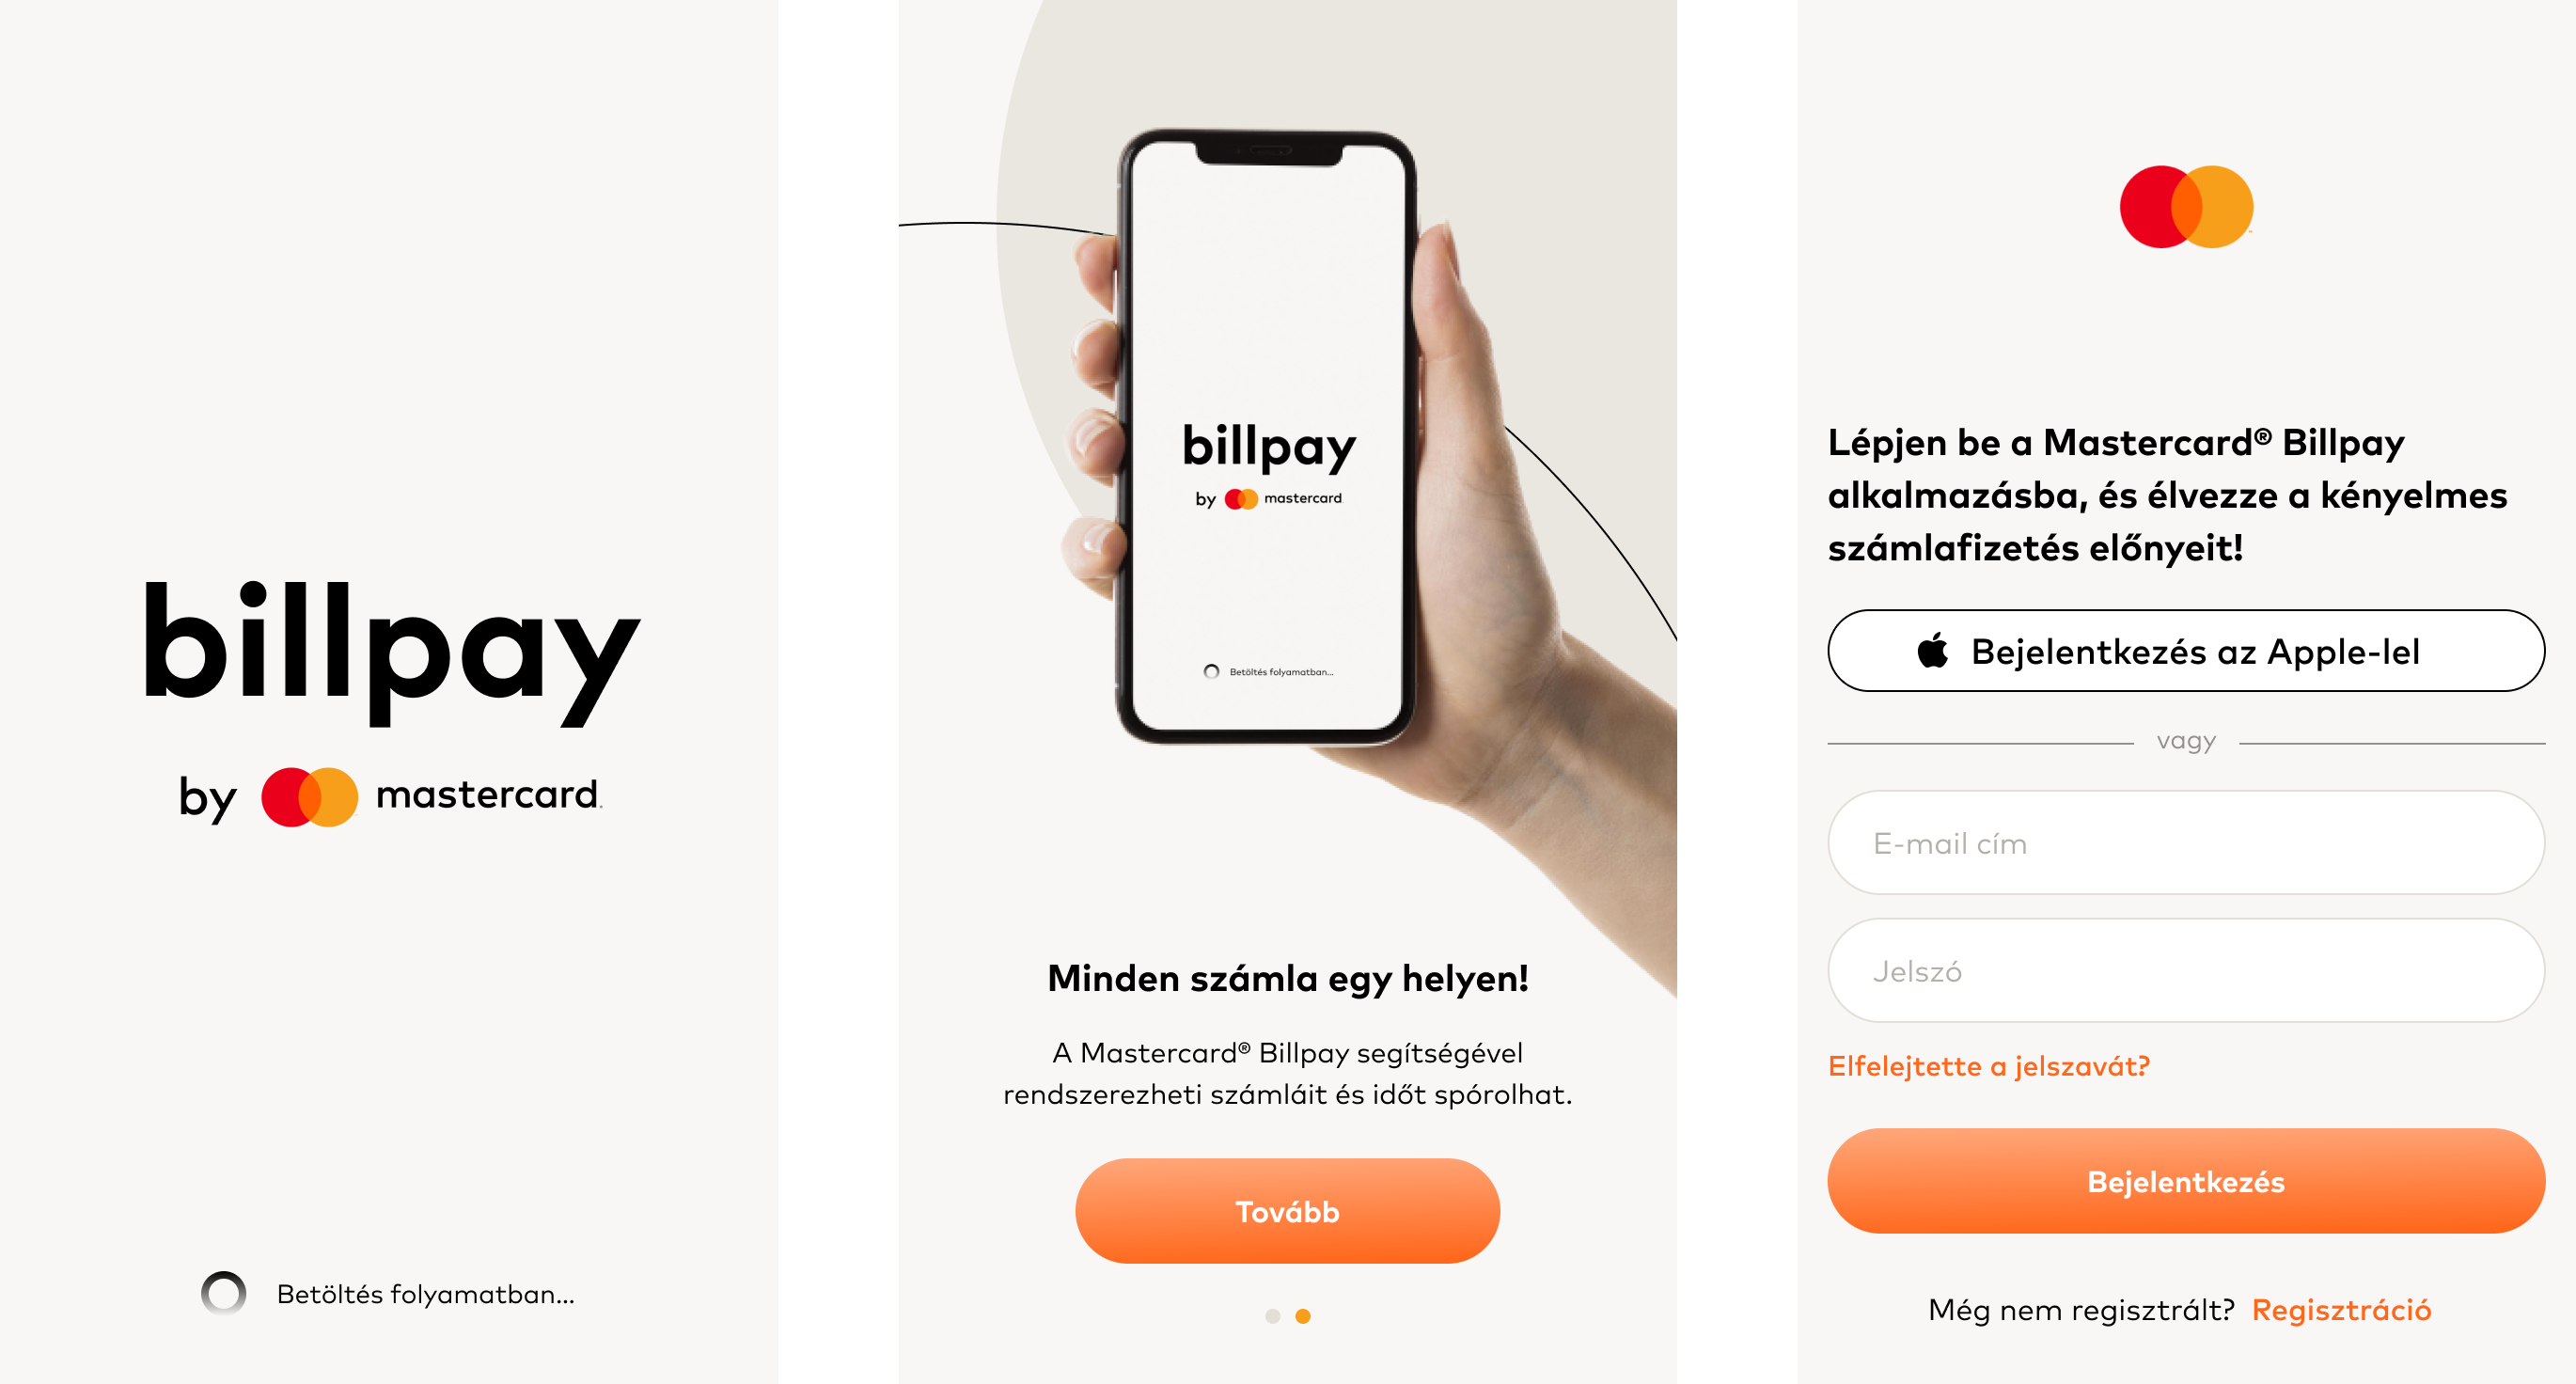 billpay
by mastercard
Betöltés folyamatban...
billpay
by mastercard
Betöltés folyamatban...
Minden számla egy helyen!
A Mastercard® Billpay segítségével
rendszerezheti számláit és időt spórolhat.
Tovább
Lépjen be a Mastercard® Billpay
alkalmazásba, és élvezze a kényelmes
számlafizetés előnyeit!
Bejelentkezés az Apple-lel
vagy
E-mail cím
Jelszó
Elfelejtette a jelszavát?
Bejelentkezés
Még nem regisztrált? Regisztráció